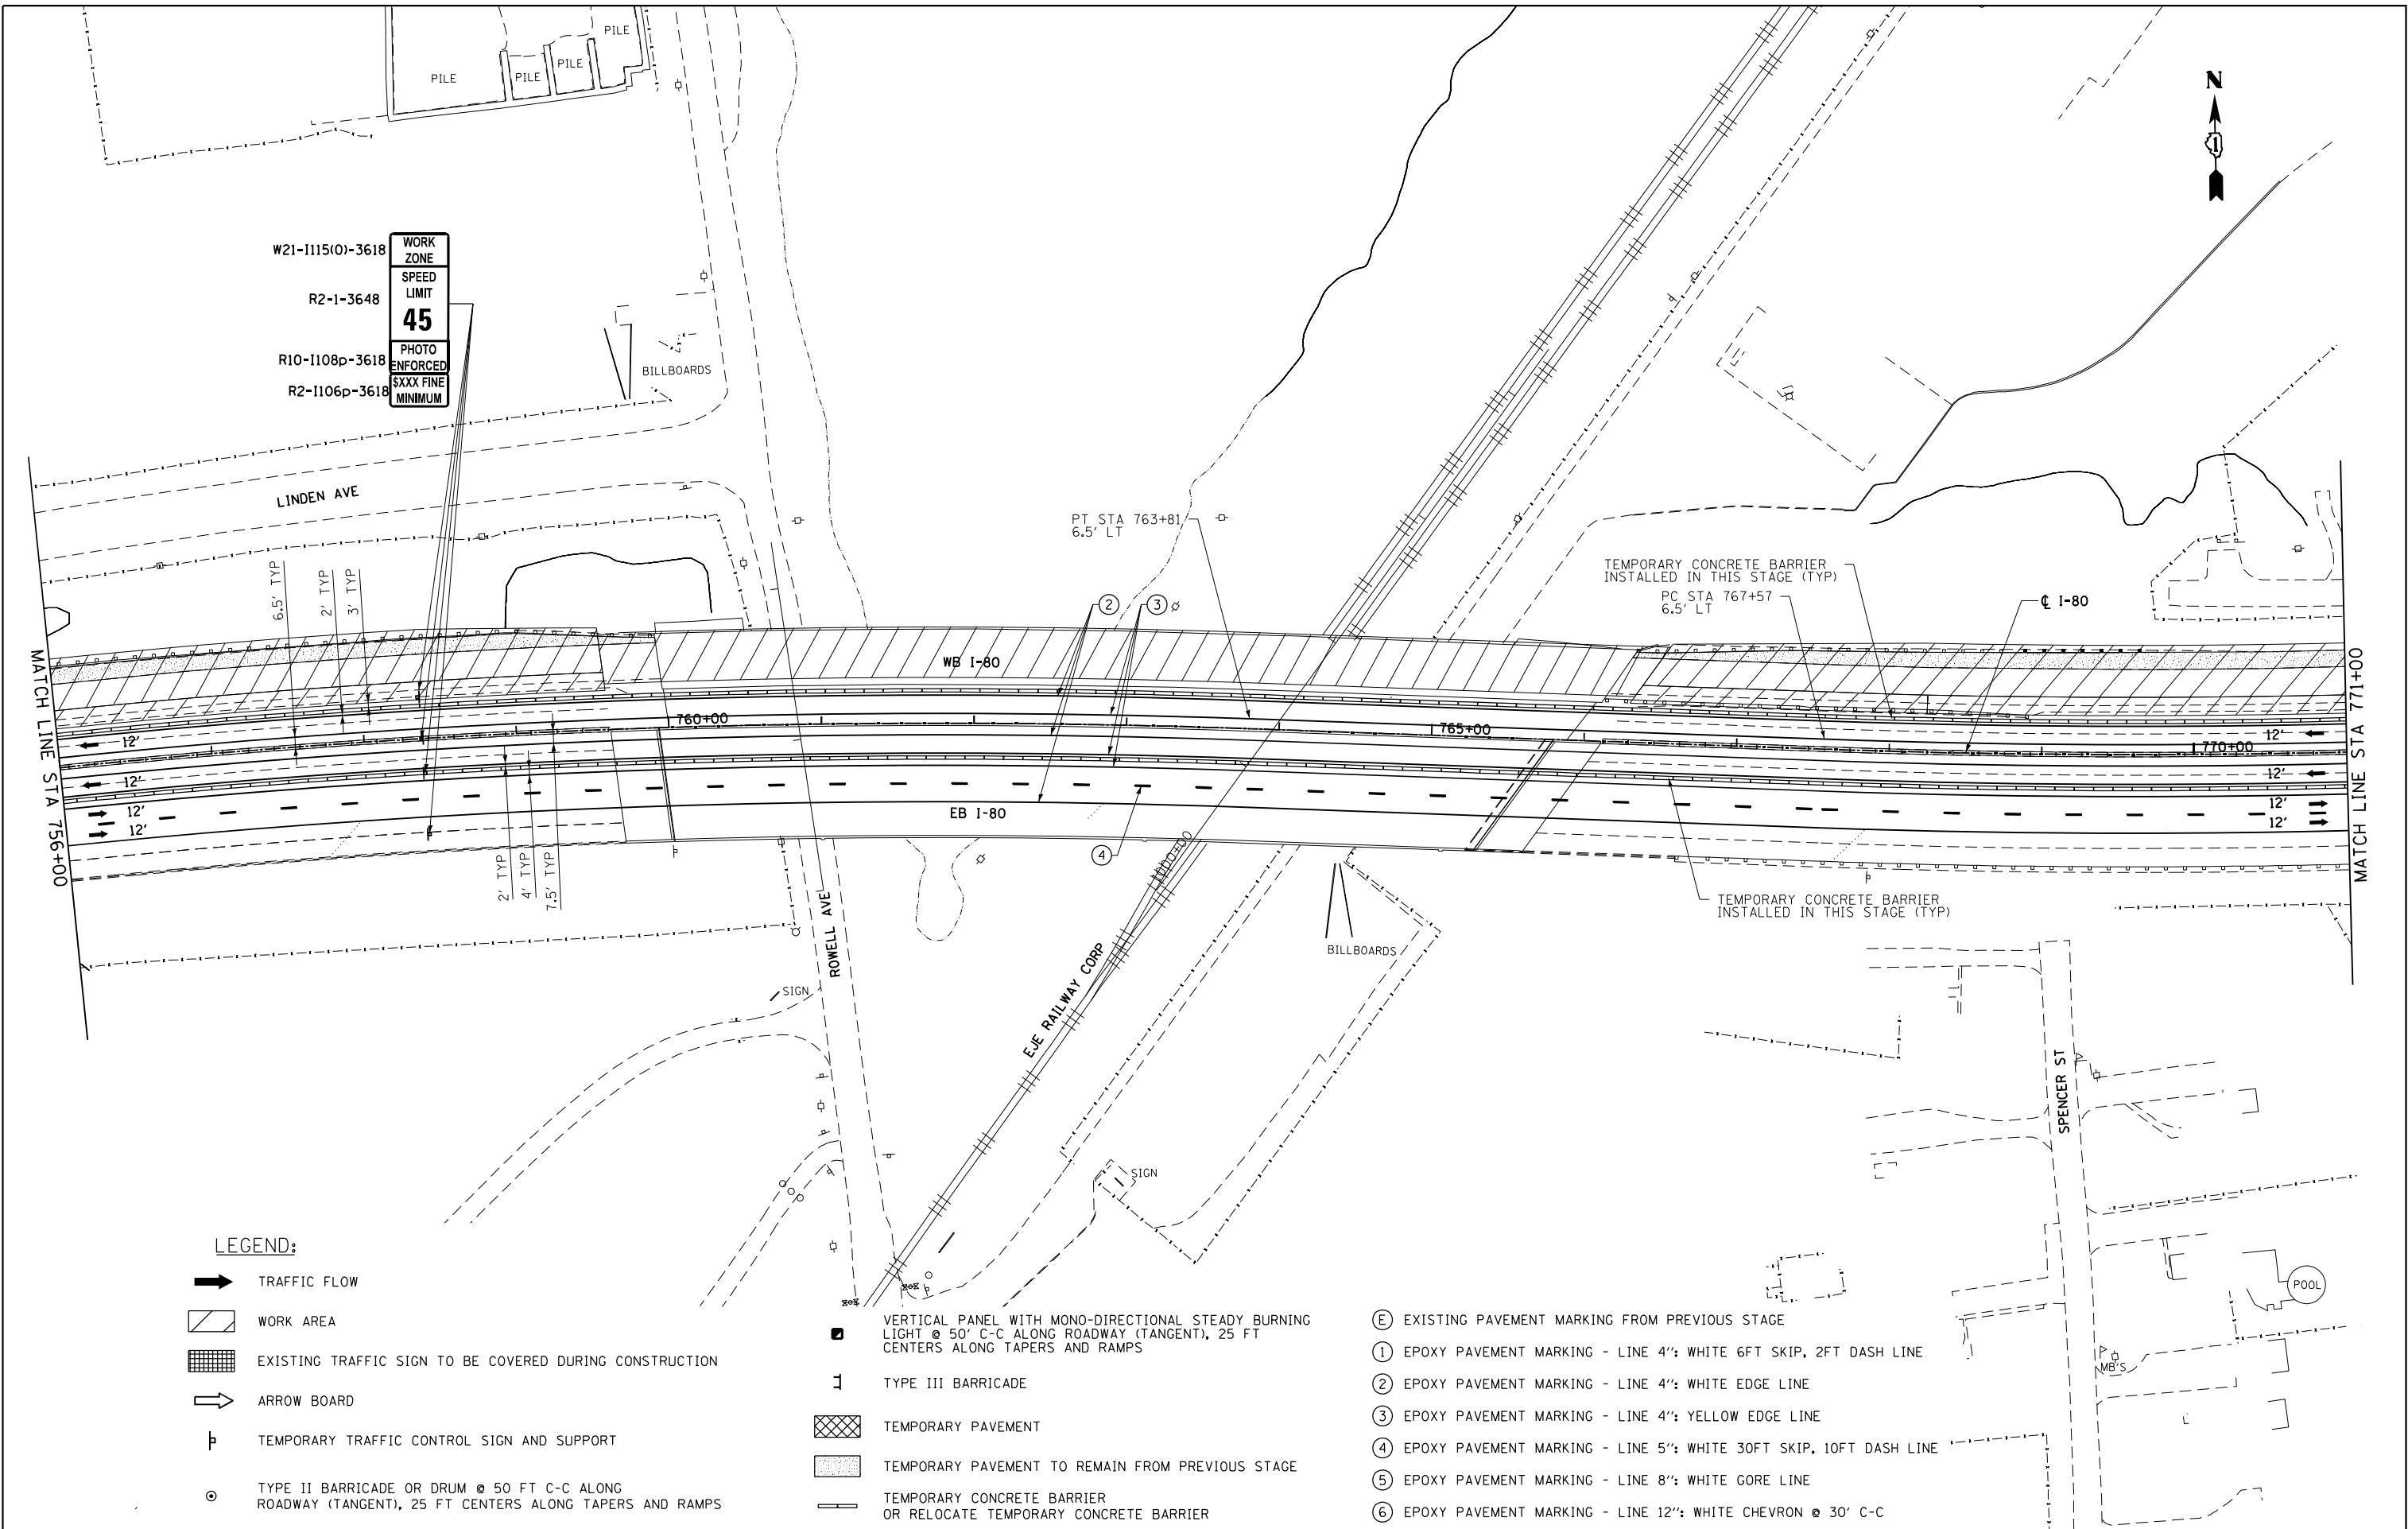 PILE
PILE
PILE
PILE
N
1
W21-I115(0)-3618
WORK
ZONE
R2-1-3648
SPEED
LIMIT
45
R10-I108p-3618
PHOTO
ENFORCED
R2-I106p-3618
$XXX FINE
MINIMUM
BILLBOARDS
LINDEN AVE
PT STA 763+81
6.5' LT
TEMPORARY CONCRETE BARRIER
INSTALLED IN THIS STAGE (TYP)
PC STA 767+57
6.5' LT
℄ I-80
6.5' TYP
2' TYP
3' TYP
2
3
MATCH LINE STA 756+00
WB I-80
MATCH LINE STA 771+00
760+00
765+00
770+00
12'
12'
12'
12'
12'
12'
12'
12'
EB I-80
4
2' TYP
4' TYP
7.5' TYP
1000+00
TEMPORARY CONCRETE BARRIER
INSTALLED IN THIS STAGE (TYP)
ROWELL AVE
BILLBOARDS
EJE RAILWAY CORP
SIGN
SIGN
SPENCER ST
POOL
MB'S
LEGEND:
TRAFFIC FLOW
WORK AREA
EXISTING TRAFFIC SIGN TO BE COVERED DURING CONSTRUCTION
ARROW BOARD
TEMPORARY TRAFFIC CONTROL SIGN AND SUPPORT
TYPE II BARRICADE OR DRUM @ 50 FT C-C ALONG
ROADWAY (TANGENT), 25 FT CENTERS ALONG TAPERS AND RAMPS
VERTICAL PANEL WITH MONO-DIRECTIONAL STEADY BURNING
LIGHT @ 50' C-C ALONG ROADWAY (TANGENT), 25 FT
CENTERS ALONG TAPERS AND RAMPS
TYPE III BARRICADE
TEMPORARY PAVEMENT
TEMPORARY PAVEMENT TO REMAIN FROM PREVIOUS STAGE
TEMPORARY CONCRETE BARRIER
OR RELOCATE TEMPORARY CONCRETE BARRIER
E EXISTING PAVEMENT MARKING FROM PREVIOUS STAGE
1 EPOXY PAVEMENT MARKING - LINE 4": WHITE 6FT SKIP, 2FT DASH LINE
2 EPOXY PAVEMENT MARKING - LINE 4": WHITE EDGE LINE
3 EPOXY PAVEMENT MARKING - LINE 4": YELLOW EDGE LINE
4 EPOXY PAVEMENT MARKING - LINE 5": WHITE 30FT SKIP, 10FT DASH LINE
5 EPOXY PAVEMENT MARKING - LINE 8": WHITE GORE LINE
6 EPOXY PAVEMENT MARKING - LINE 12": WHITE CHEVRON @ 30' C-C